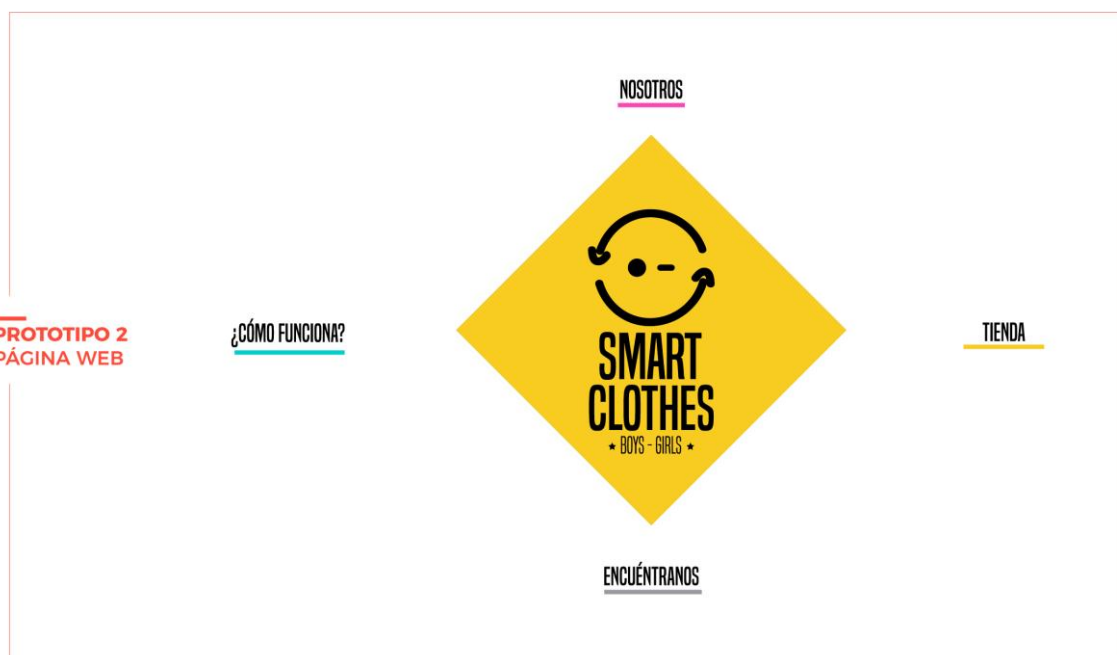 NOSOTROS
PROTOTIPO 2
PÁGINA WEB
¿CÓMO FUNCIONA?
SMART
CLOTHES
★ BOYS - GIRLS ★
TIENDA
ENCUÉNTRANOS